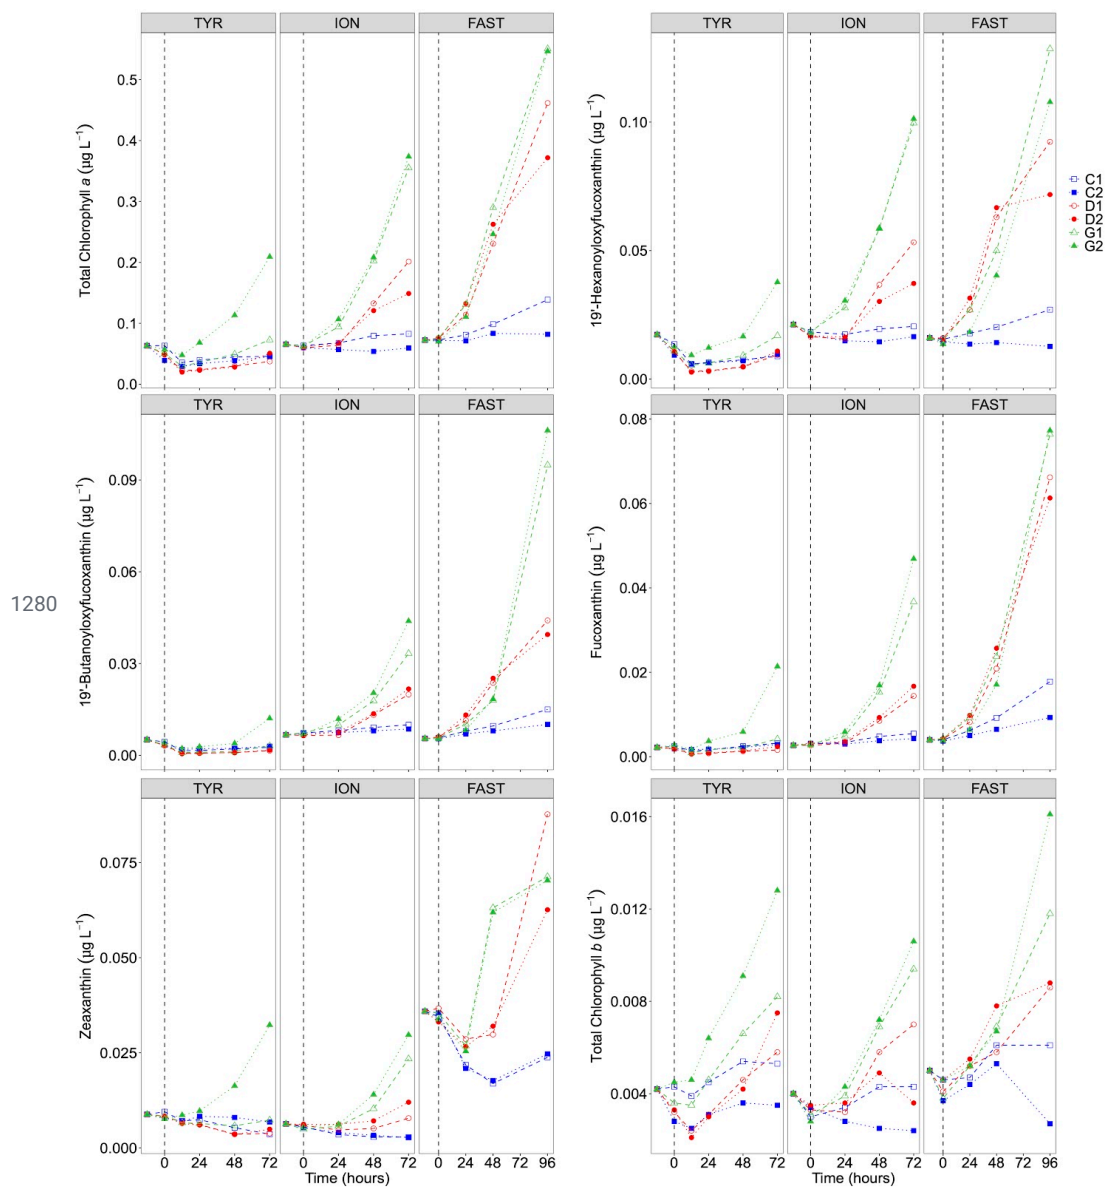 TYR ION FAST
Total Chlorophyll a (µg L⁻¹)
0.5
0.4
0.3
0.2
0.1
0.0
TYR ION FAST
19'-Hexanoyloxyfucoxanthin (µg L⁻¹)
0.10
0.05
0.00
C1
C2
D1
D2
G1
G2
TYR ION FAST
19'-Butanoyloxyfucoxanthin (µg L⁻¹)
0.09
0.06
0.03
0.00
TYR ION FAST
Fucoxanthin (µg L⁻¹)
0.08
0.06
0.04
0.02
0.00
1280
TYR ION FAST
Zeaxanthin (µg L⁻¹)
0.075
0.050
0.025
0.000
0 24 48 72 0 24 48 72 0 24 48 72 96
Time (hours)
TYR ION FAST
Total Chlorophyll b (µg L⁻¹)
0.016
0.012
0.008
0.004
0 24 48 72 0 24 48 72 0 24 48 72 96
Time (hours)